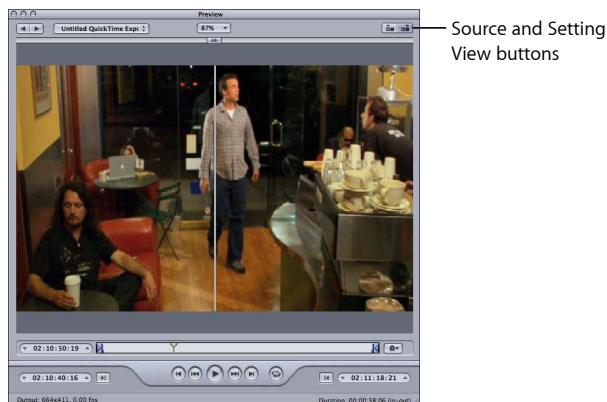 Preview
Untitled QuickTime Expc
87%
Source and Setting
View buttons
02:10:50:19
02:10:40:16
02:11:18:21
Output: 664x411, 0.00 fps
Duration: 00:00:38:06 (in-out)